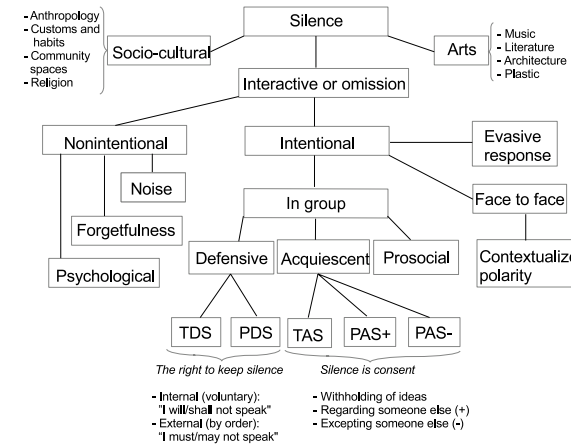 Silence
- Anthropology
- Customs and
habits
- Community
spaces
- Religion
Socio-cultural
Arts
- Music
- Literature
- Architecture
- Plastic
Interactive or omission
Nonintentional
Intentional
Evasive
response
Noise
In group
Face to face
Forgetfulness
Psychological
Defensive
Acquiescent
Prosocial
Contextualize
polarity
TDS
PDS
TAS
PAS+
PAS-
The right to keep silence
Silence is consent
- Internal (voluntary):
"I will/shall not speak"
- External (by order):
"I must/may not speak"
- Withholding of ideas
- Regarding someone else (+)
- Excepting someone else (-)